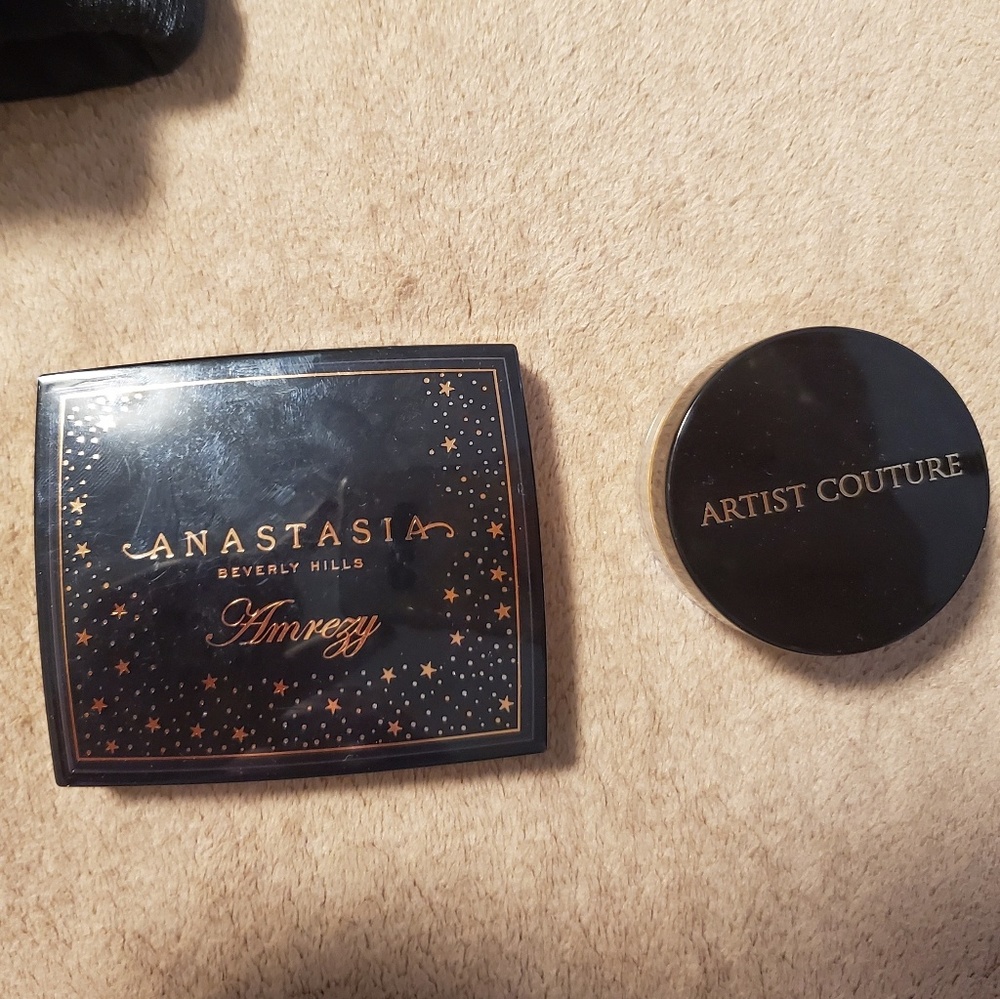 ANASTASIA
BEVERLY HILLS
Amrezy
ARTIST COUTURE